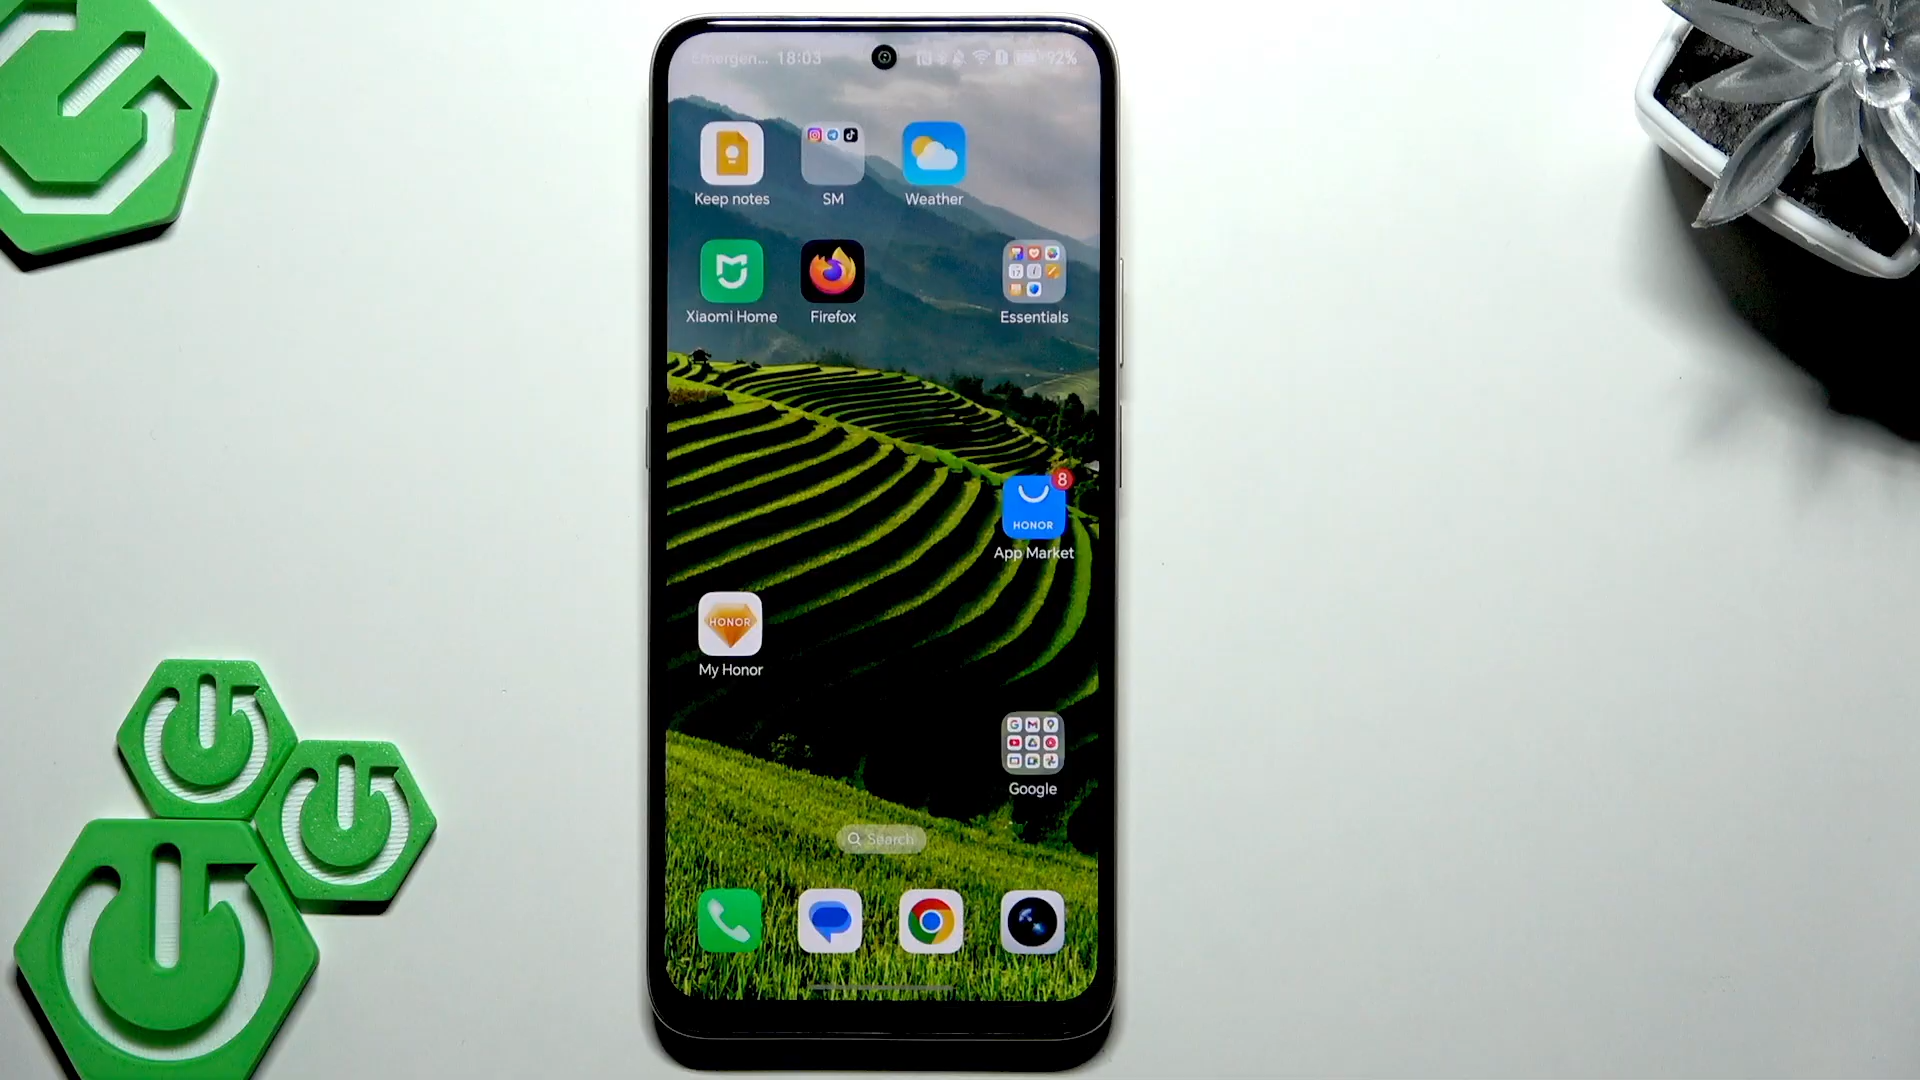 Emergen... 18:03 92%
Keep notes SM Weather
Xiaomi Home Firefox Essentials
17
8
HONOR
App Market
HONOR
My Honor
Google
Search